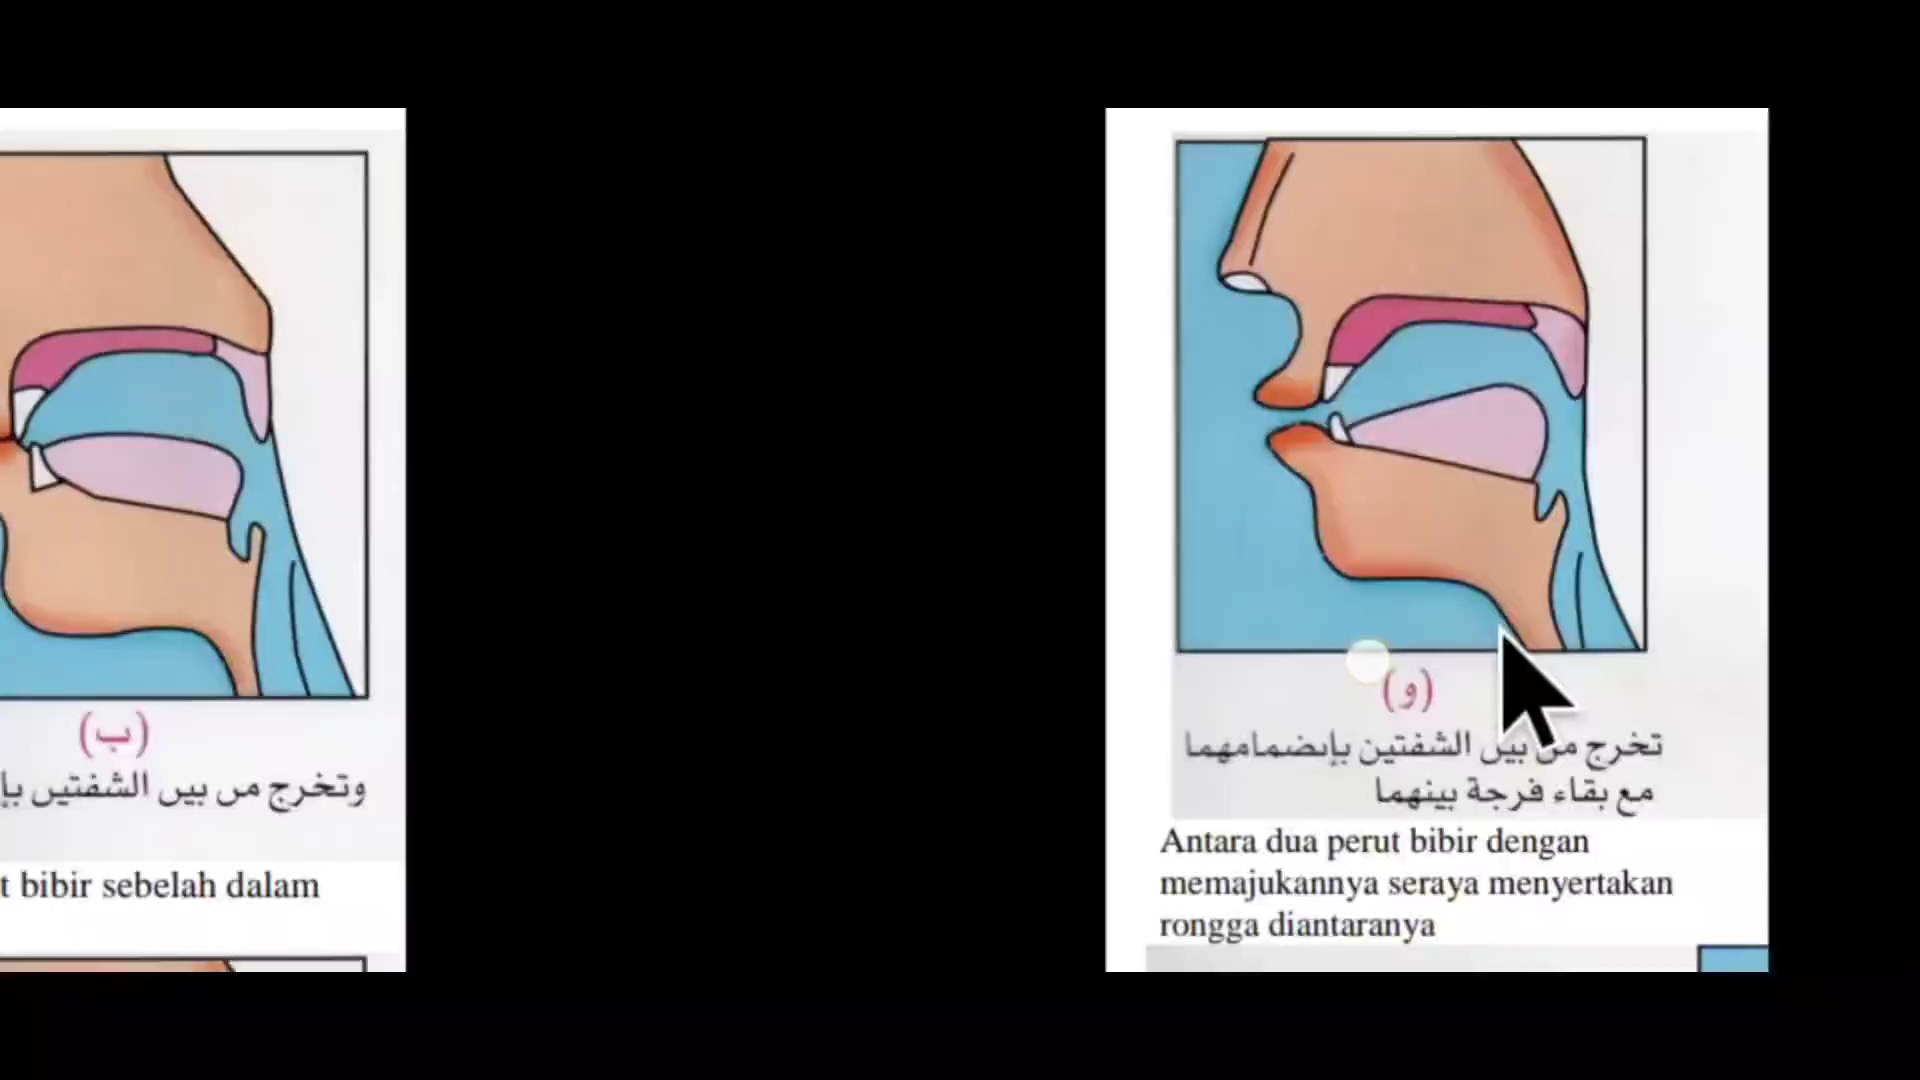 (ب)
وتخرج من بين الشفتين
t bibir sebelah dalam
(و)
تخرج من بين الشفتين بإنضمامهما
مع بقاء فرجة بينهما
Antara dua perut bibir dengan
memajukannya seraya menyertakan
rongga diantaranya